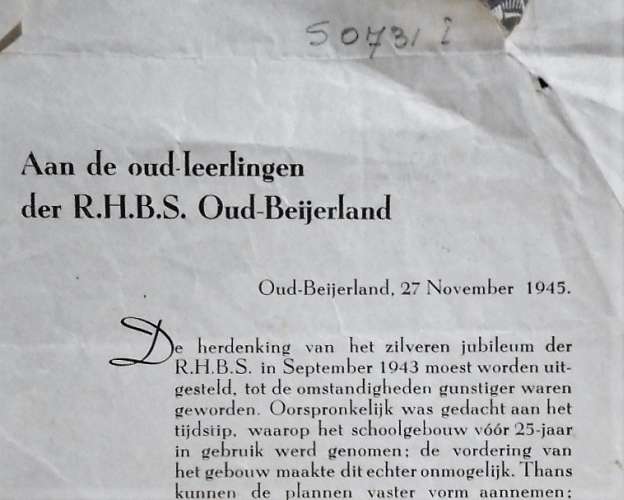 S 0731 i
Aan de oud-leerlingen
der R.H.B.S. Oud-Beijerland
Oud-Beijerland, 27 November 1945.
De herdenking van het zilveren jubileum der
R.H.B.S. in September 1943 moest worden uit-
gesteld, tot de omstandigheden gunstiger waren
geworden. Oorspronkelijk was gedacht aan het
tijdstip, waarop het schoolgebouw vóór 25-jaar
in gebruik werd genomen; de vordering van
het gebouw maakte dit echter onmogelijk. Thans
kunnen de plannen vaster vorm aannemen;